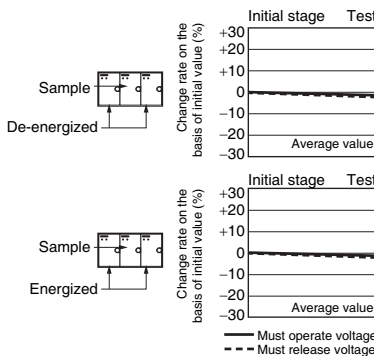 Initial stage Test
Sample
De-energized
Change rate on the
basis of initial value (%)
+30
+20
+10
0
−10
−20
−30
Average value
Initial stage Test
Sample
Energized
Change rate on the
basis of initial value (%)
+30
+20
+10
0
−10
−20
−30
Average value
Must operate voltage
Must release voltage